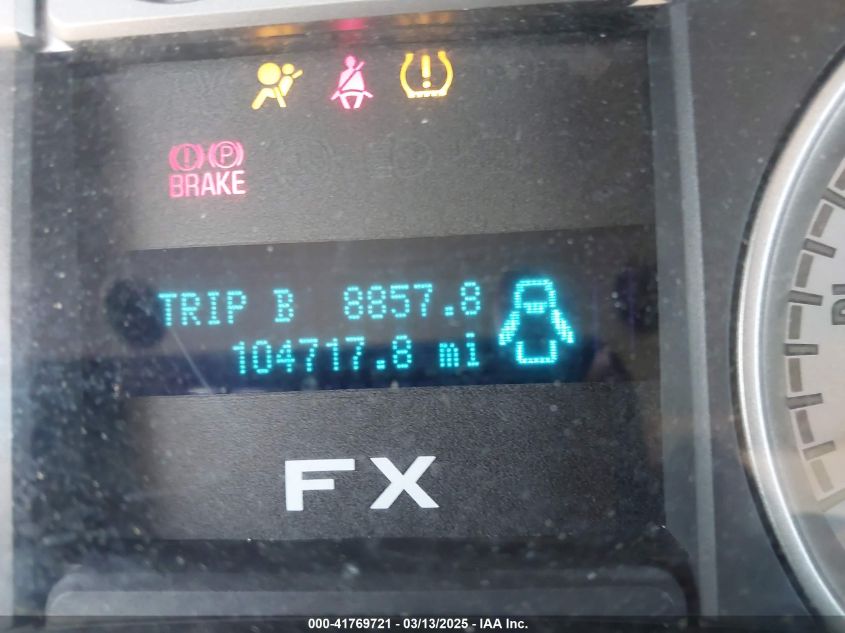 ! P
BRAKE
TRIP B 8857.8
104717.8 mi
FX
000-41769721 - 03/13/2025 - IAA Inc.